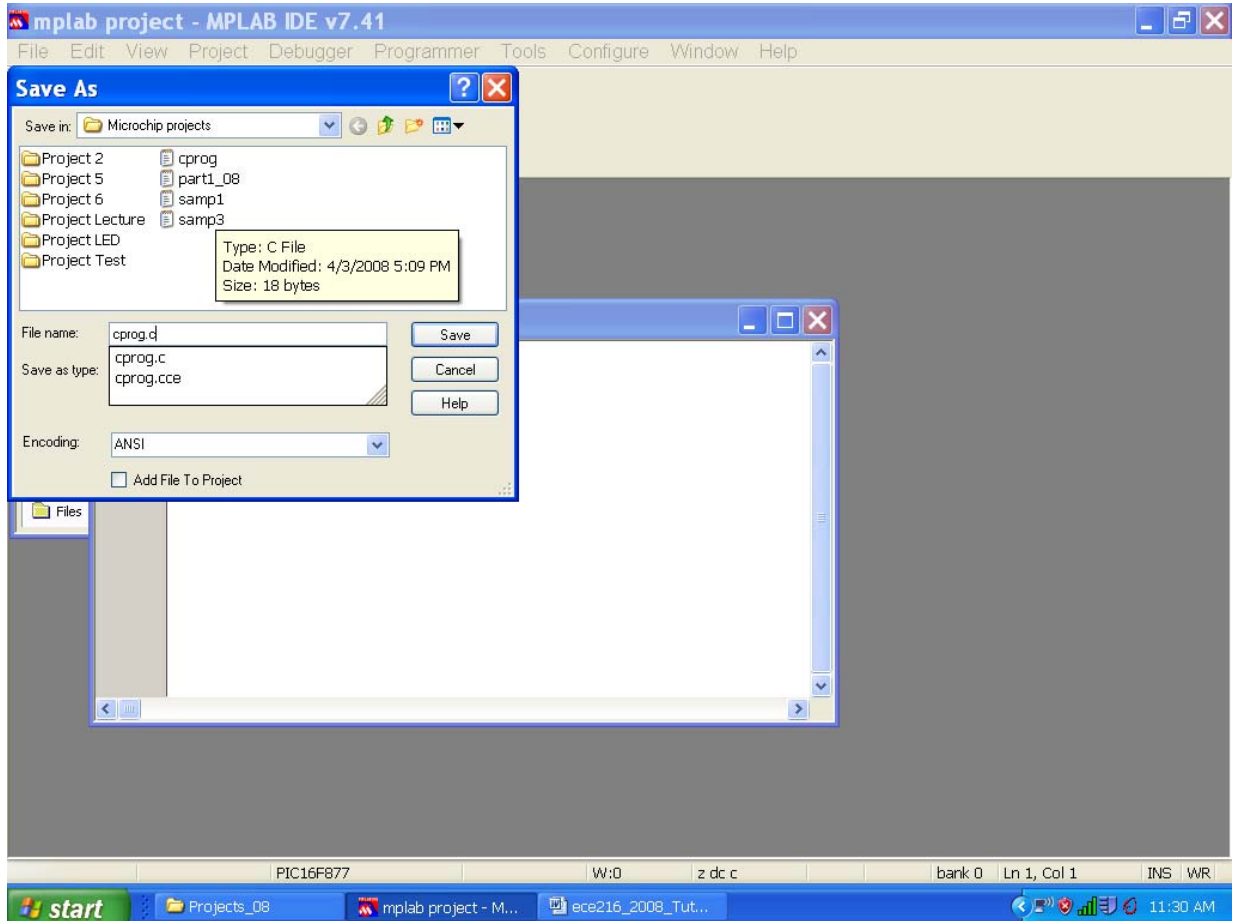 mplab project - MPLAB IDE v7.41
File Edit View Project Debugger Programmer Tools Configure Window Help
Save As
Save in: Microchip projects
Project 2 cprog
Project 5 part1_08
Project 6 samp1
Project Lecture samp3
Project LED
Project Test
Type: C File
Date Modified: 4/3/2008 5:09 PM
Size: 18 bytes
File name: cprog.c Save
cprog.c
Save as type: Cancel
cprog.cce
Help
Encoding: ANSI
Add File To Project
Files
PIC16F877 W:0 z dc c bank 0 Ln 1, Col 1 INS WR
start Projects_08 mplab project - M... ece216_2008_Tut... 11:30 AM